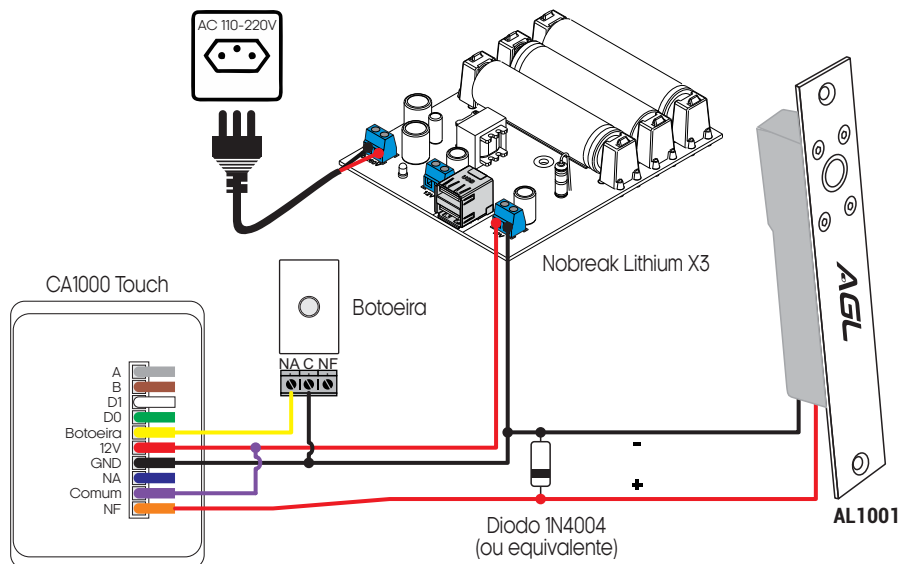 AC 110-220V
Nobreak Lithium X3
CA1000 Touch
Botoeira
NA C NF
A
B
D1
D0
Botoeira
12V
GND
NA
Comum
NF
-
+
Diodo 1N4004
(ou equivalente)
AGL
AL1001